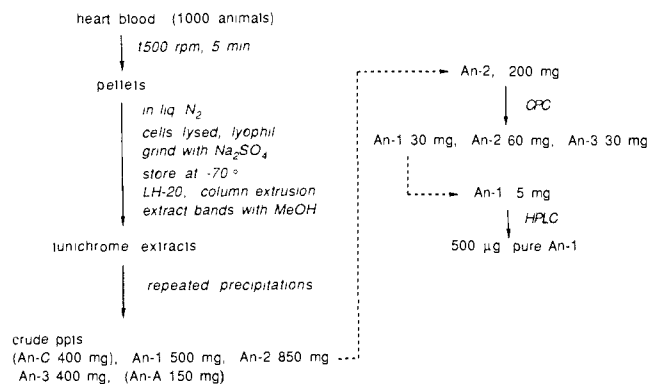 heart blood (1000 animals)
1500 rpm, 5 min
pellets
in liq N2
cells lysed, lyophil
grind with Na2SO4
store at -70°
LH-20, column extrusion
extract bands with MeOH
tunichrome extracts
repeated precipitations
crude ppts
(An-C 400 mg), An-1 500 mg, An-2 850 mg
An-3 400 mg, (An-A 150 mg)
An-2, 200 mg
CPC
An-1 30 mg, An-2 60 mg, An-3 30 mg
An-1 5 mg
HPLC
500 µg pure An-1